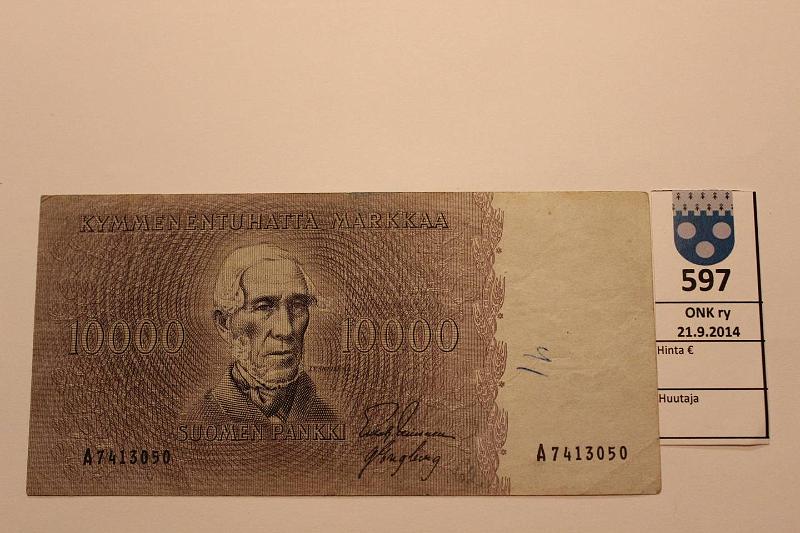 KYMMENENTUHATTA MARKKAA
10000 10000
SUOMEN PANKKI
A7413050 A7413050
597
ONK ry
21.9.2014
Hinta €
Huutaja